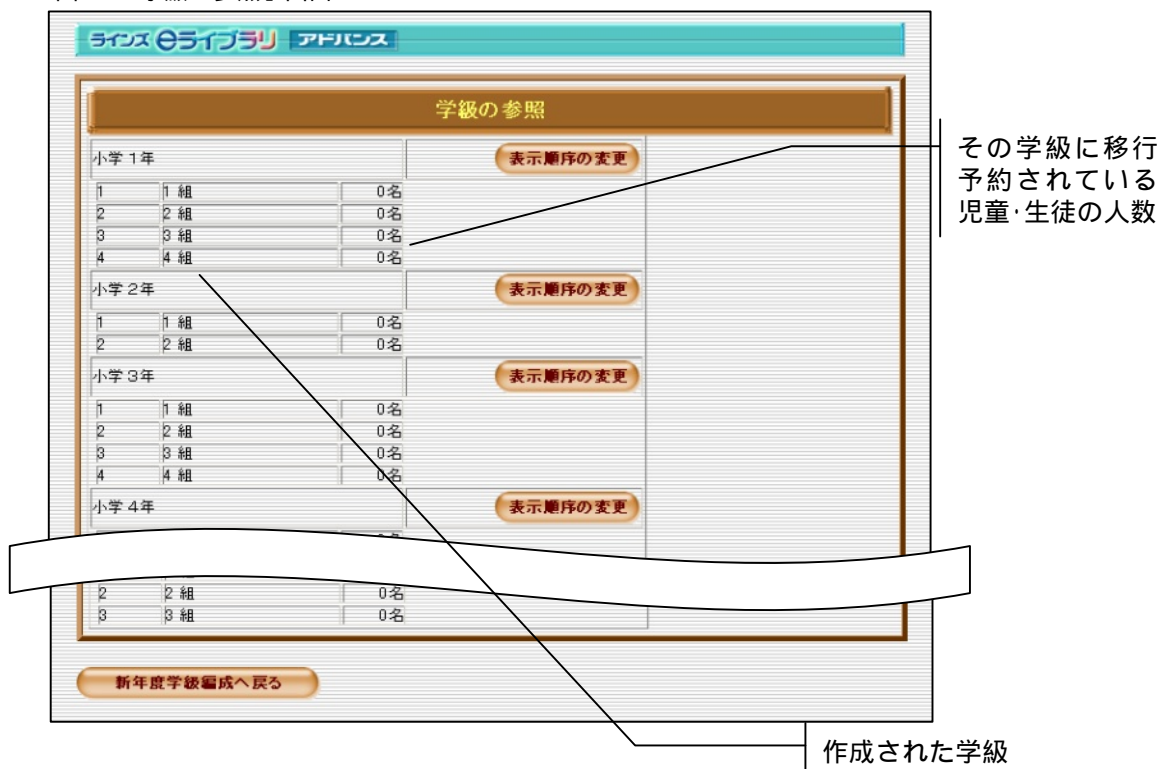 ラインズ eライブラリ アドバンス
学級の参照
小学1年 表示順序の変更
1 1組 0名
2 2組 0名
3 3組 0名
4 4組 0名
小学2年 表示順序の変更
1 1組 0名
2 2組 0名
小学3年 表示順序の変更
1 1組 0名
2 2組 0名
3 3組 0名
4 4組 0名
小学4年 表示順序の変更
2 2組 0名
3 3組 0名
新年度学級編成へ戻る
その学級に移行
予約されている
児童・生徒の人数
作成された学級